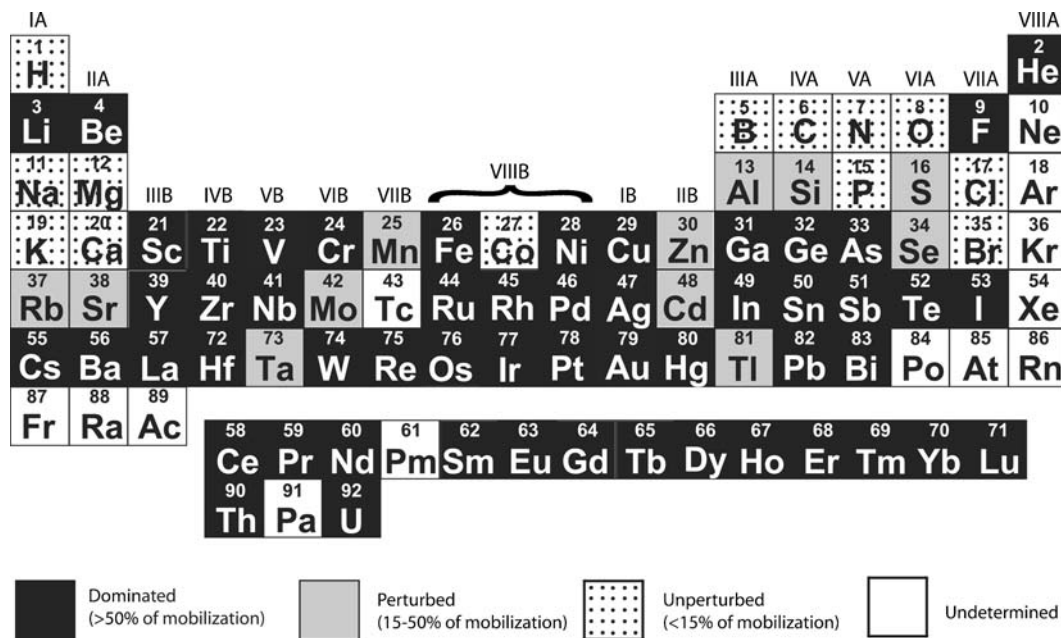 IA VIIIA
1 2
H IIA IIIA IVA VA VIA VIIA He
3 4 5 6 7 8 9 10
Li Be B C N O F Ne
11 12 VIIIB 13 14 15 16 17 18
Na Mg IIIB IVB VB VIB VIIB IB IIB Al Si P S Cl Ar
19 20 21 22 23 24 25 26 27 28 29 30 31 32 33 34 35 36
K Ca Sc Ti V Cr Mn Fe Co Ni Cu Zn Ga Ge As Se Br Kr
37 38 39 40 41 42 43 44 45 46 47 48 49 50 51 52 53 54
Rb Sr Y Zr Nb Mo Tc Ru Rh Pd Ag Cd In Sn Sb Te I Xe
55 56 57 72 73 74 75 76 77 78 79 80 81 82 83 84 85 86
Cs Ba La Hf Ta W Re Os Ir Pt Au Hg Tl Pb Bi Po At Rn
87 88 89
Fr Ra Ac
58 59 60 61 62 63 64 65 66 67 68 69 70 71
Ce Pr Nd Pm Sm Eu Gd Tb Dy Ho Er Tm Yb Lu
90 91 92
Th Pa U
Dominated
(>50% of mobilization)
Perturbed
(15-50% of mobilization)
Unperturbed
(<15% of mobilization)
Undetermined